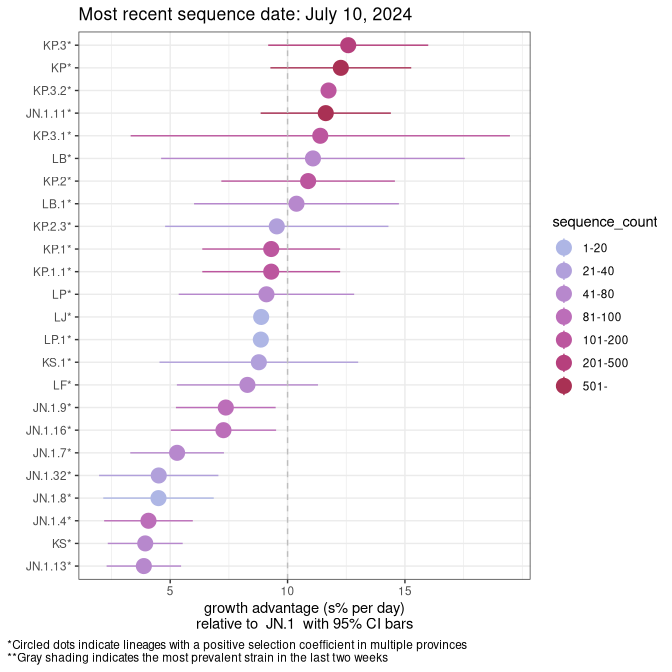 Most recent sequence date: July 10, 2024
KP.3*
KP*
KP.3.2*
JN.1.11*
KP.3.1*
LB*
KP.2*
LB.1*
KP.2.3*
KP.1*
KP.1.1*
LP*
LJ*
LP.1*
KS.1*
LF*
JN.1.9*
JN.1.16*
JN.1.7*
JN.1.32*
JN.1.8*
JN.1.4*
KS*
JN.1.13*
5 10 15
growth advantage (s% per day)
relative to JN.1 with 95% CI bars
sequence_count
1-20
21-40
41-80
81-100
101-200
201-500
501-
*Circled dots indicate lineages with a positive selection coefficient in multiple provinces
**Gray shading indicates the most prevalent strain in the last two weeks